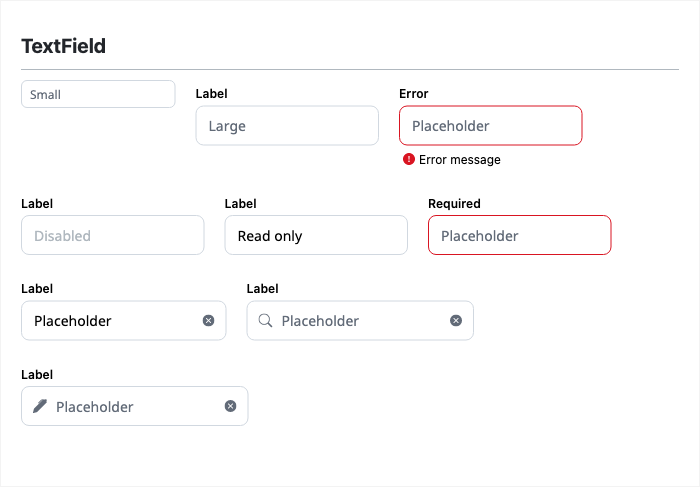 TextField
Small
Label
Large
Error
Placeholder
Error message
Label
Disabled
Label
Read only
Required
Placeholder
Label
Placeholder
Label
Placeholder
Label
Placeholder